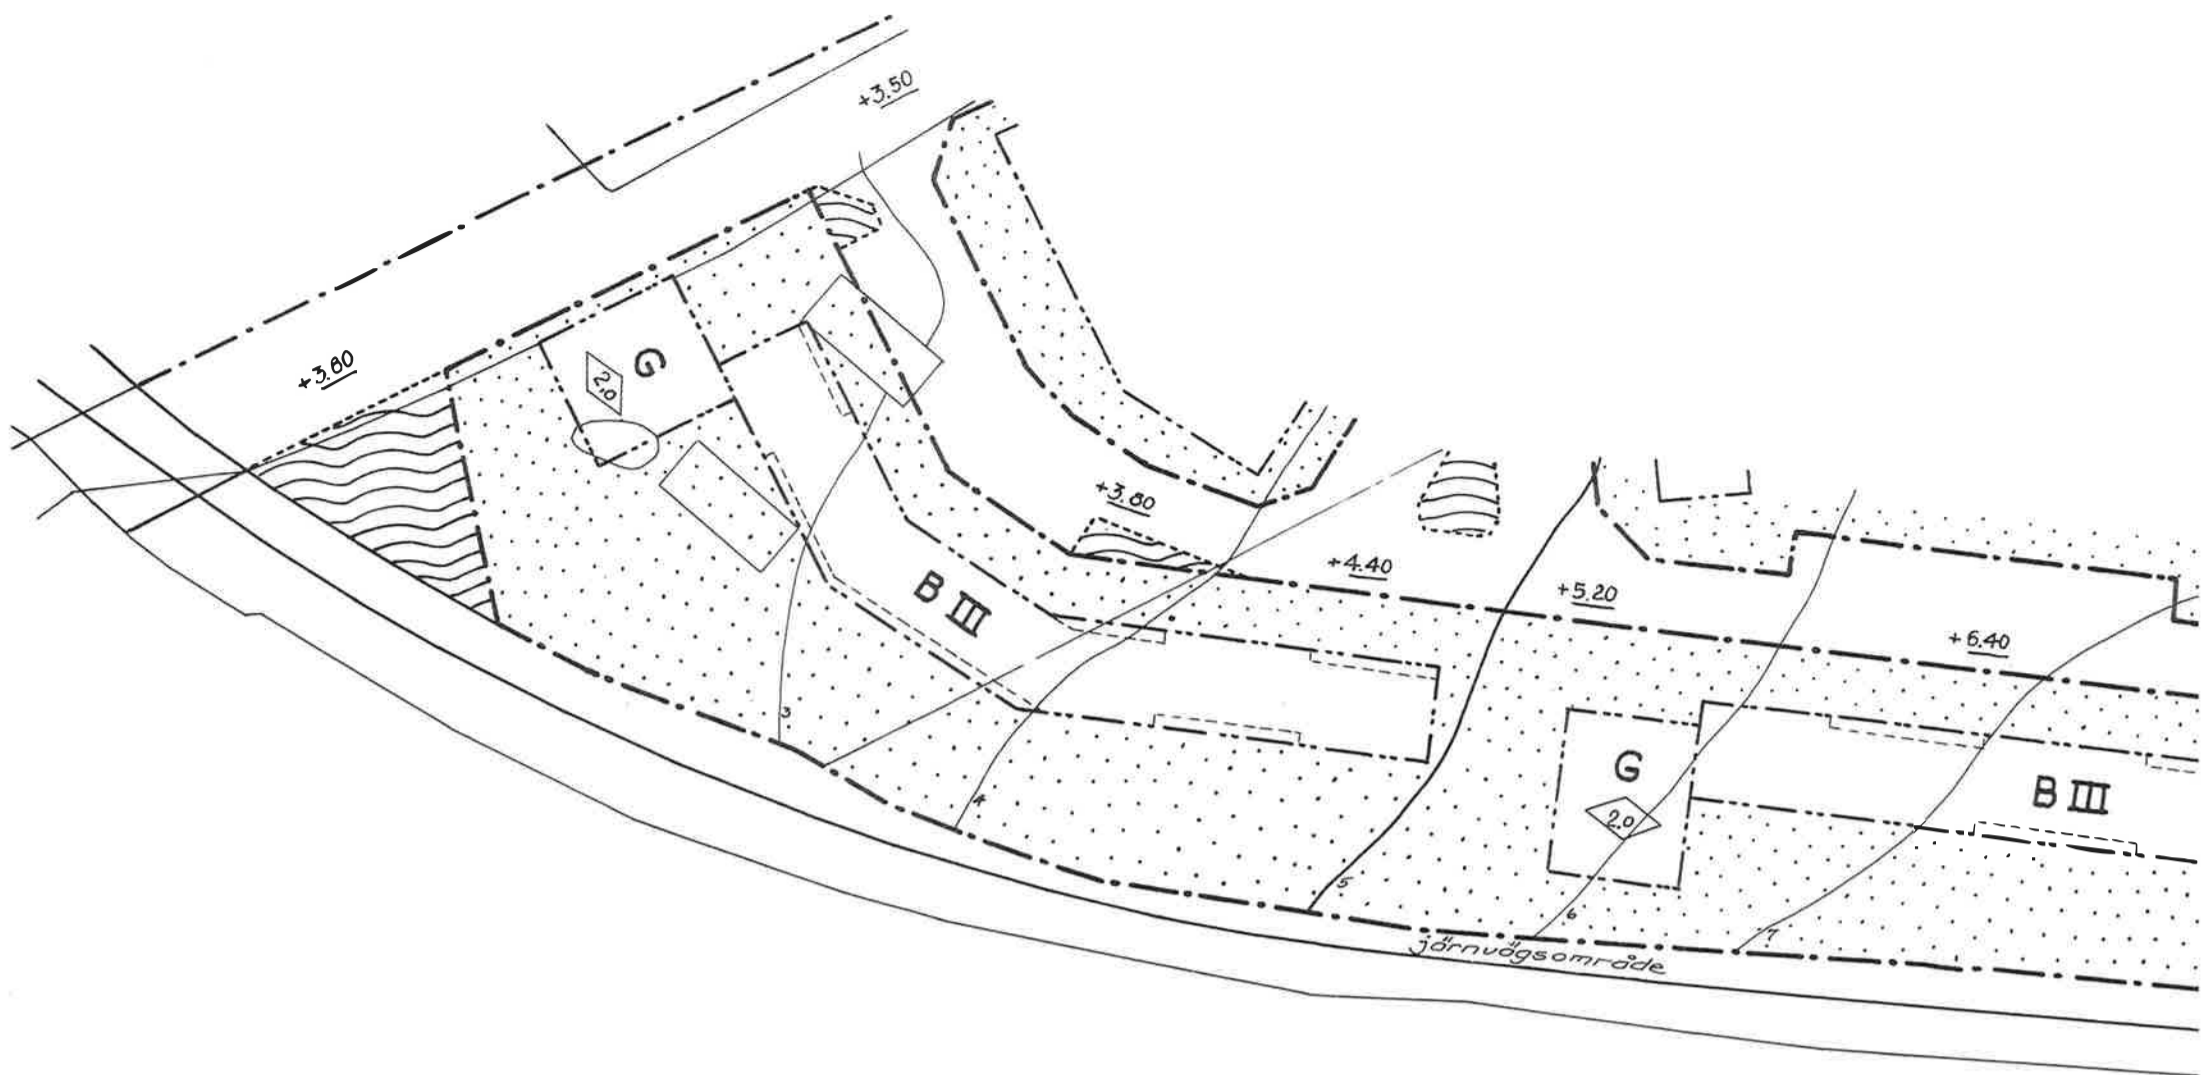 +3.50
+3.80
G
2,0
+3.80
+4.40
+5.20
+6.40
B III
3
G
2,0
B III
4
5
6
7
järnvägsområde